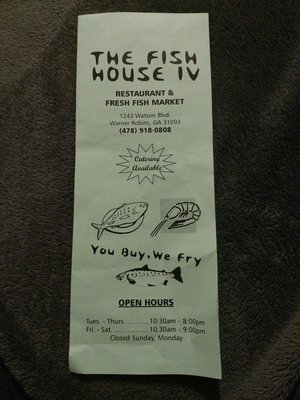 THE FISH
HOUSE IV
RESTAURANT &
FRESH FISH MARKET
1243 Watson Blvd.
Warner Robins, GA 31093
(478) 918-0808
Catering
Available
You Buy, We Fry
OPEN HOURS
Tues. - Thurs............10:30am - 8:00pm
Fri. - Sat. ............10:30am - 9:00pm
Closed Sunday, Monday